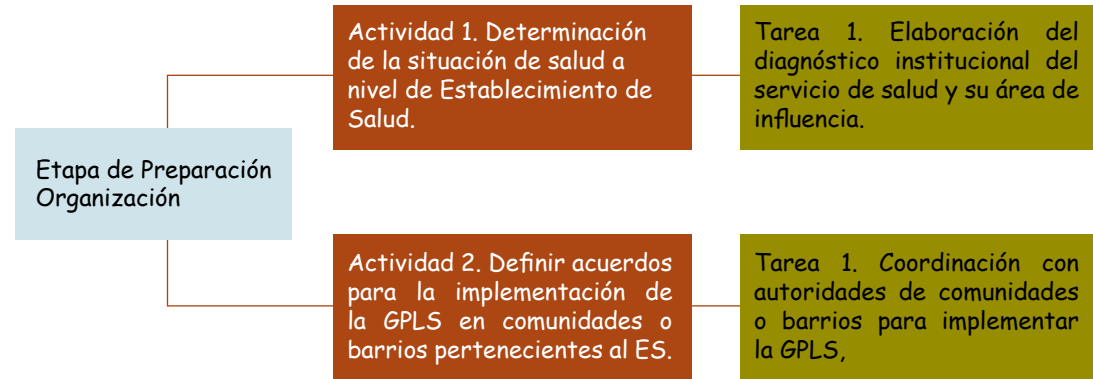 Etapa de Preparación
Organización
Actividad 1. Determinación
de la situación de salud a
nivel de Establecimiento de
Salud.
Tarea 1. Elaboración del
diagnóstico institucional del
servicio de salud y su área de
influencia.
Actividad 2. Definir acuerdos
para la implementación de
la GPLS en comunidades o
barrios pertenecientes al ES.
Tarea 1. Coordinación con
autoridades de comunidades
o barrios para implementar
la GPLS,